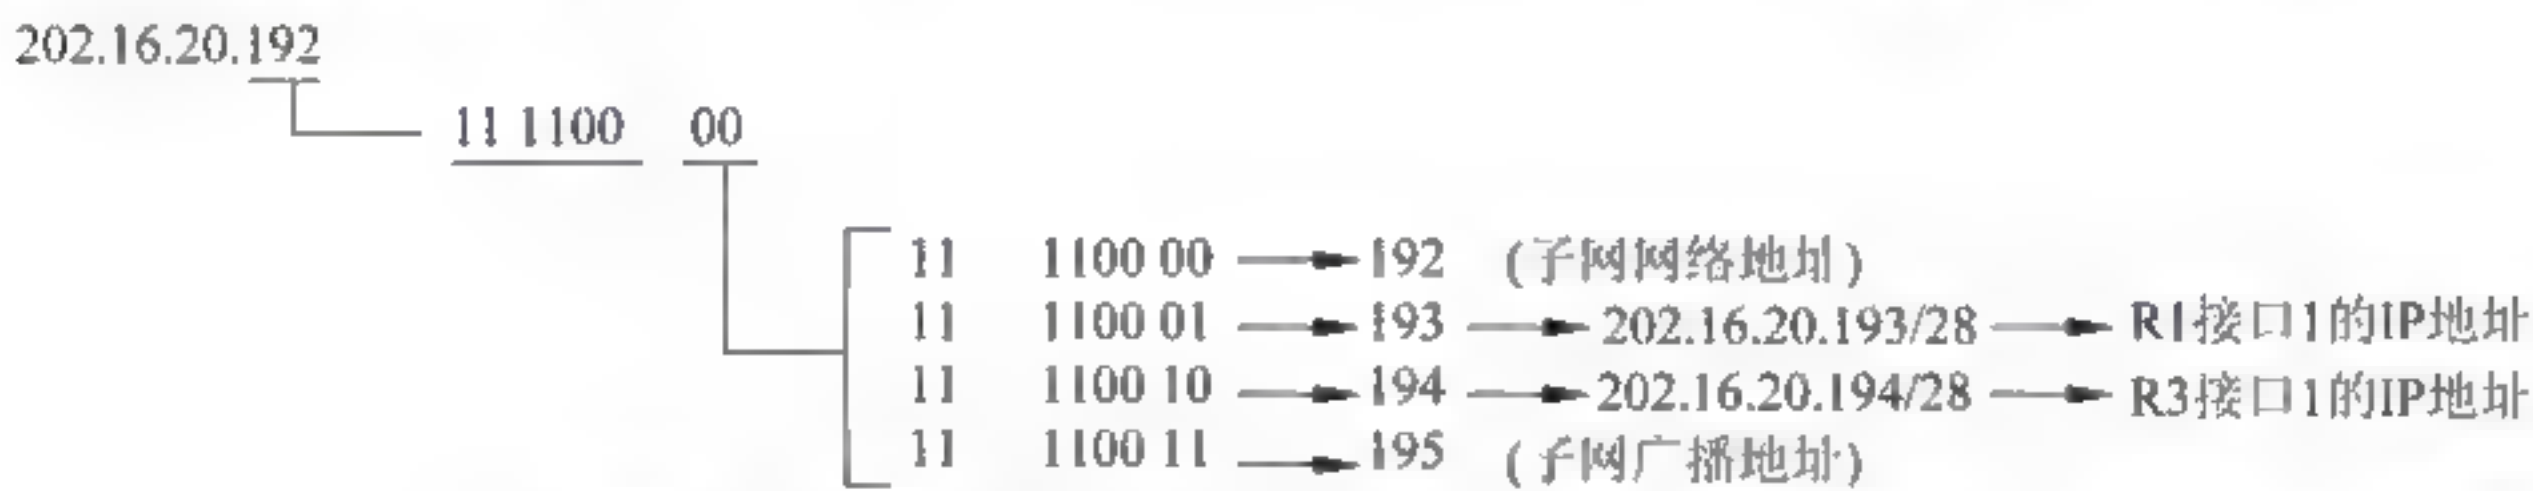 202.16.20.192
11 1100 00
11 1100 00 192 (子网网络地址)
11 1100 01 193 202.16.20.193/28 R1接口1的IP地址
11 1100 10 194 202.16.20.194/28 R3接口1的IP地址
11 1100 11 195 (子网广播地址)